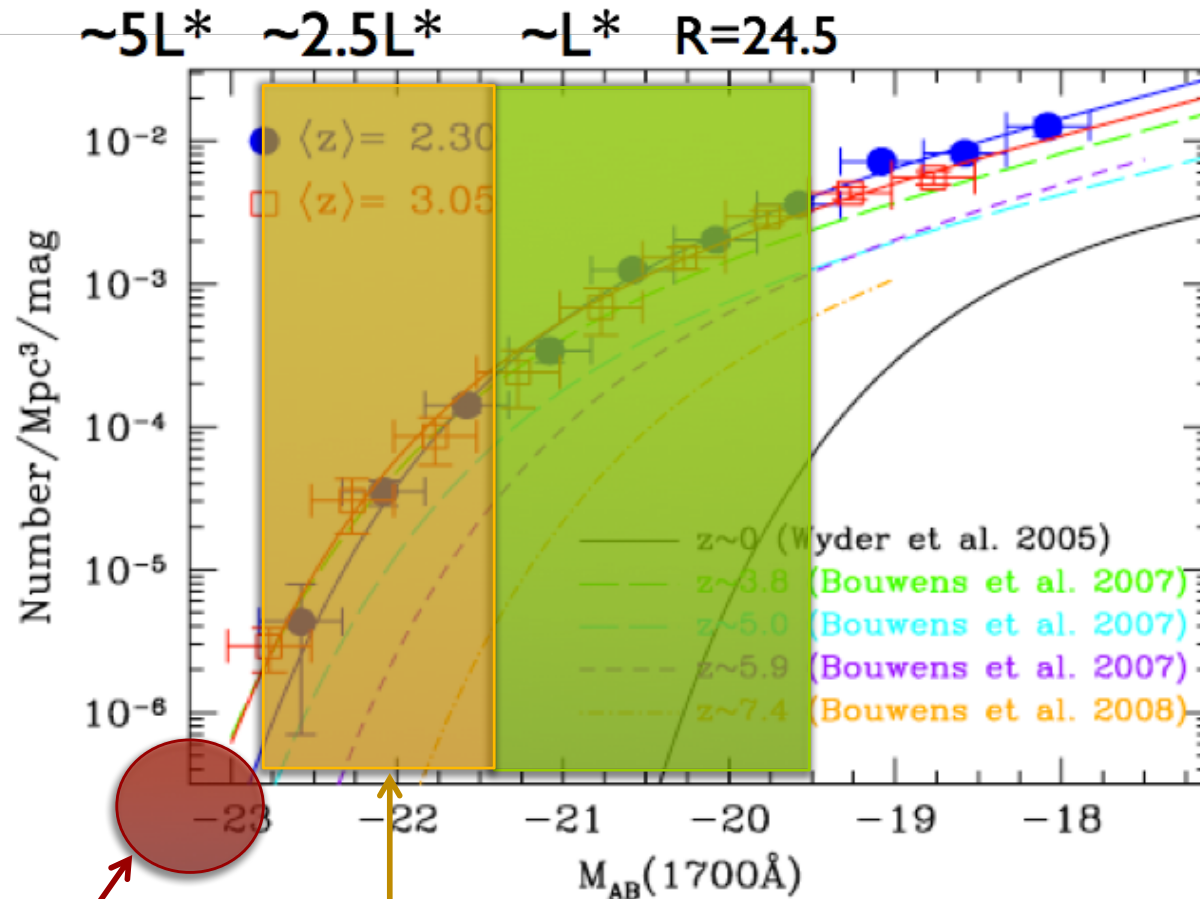 ~5L* ~2.5L* ~L* R=24.5
10⁻²
10⁻³
10⁻⁴
10⁻⁵
10⁻⁶
Number/Mpc³/mag
⟨z⟩= 2.30
⟨z⟩= 3.05
z~0 (Wyder et al. 2005)
z~3.8 (Bouwens et al. 2007)
z~5.0 (Bouwens et al. 2007)
z~5.9 (Bouwens et al. 2007)
z~7.4 (Bouwens et al. 2008)
-23 -22 -21 -20 -19 -18
M_AB(1700Å)